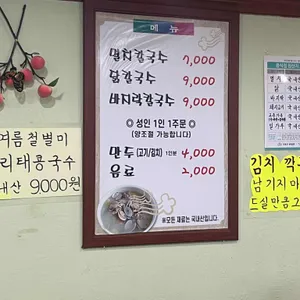 메뉴
멸치칼국수 7,000
닭칼국수 9,000
바지락칼국수 9,000
◎ 성인 1인 1주문 ◎
(양조절 가능합니다)
만두(고기/김치) 1인분 4,000
음료 2,000
※모든 재료는 국내산입니다.
여름철별미
리태콩국수
내산 9000원
김치 깍
남기지 마
드실만큼